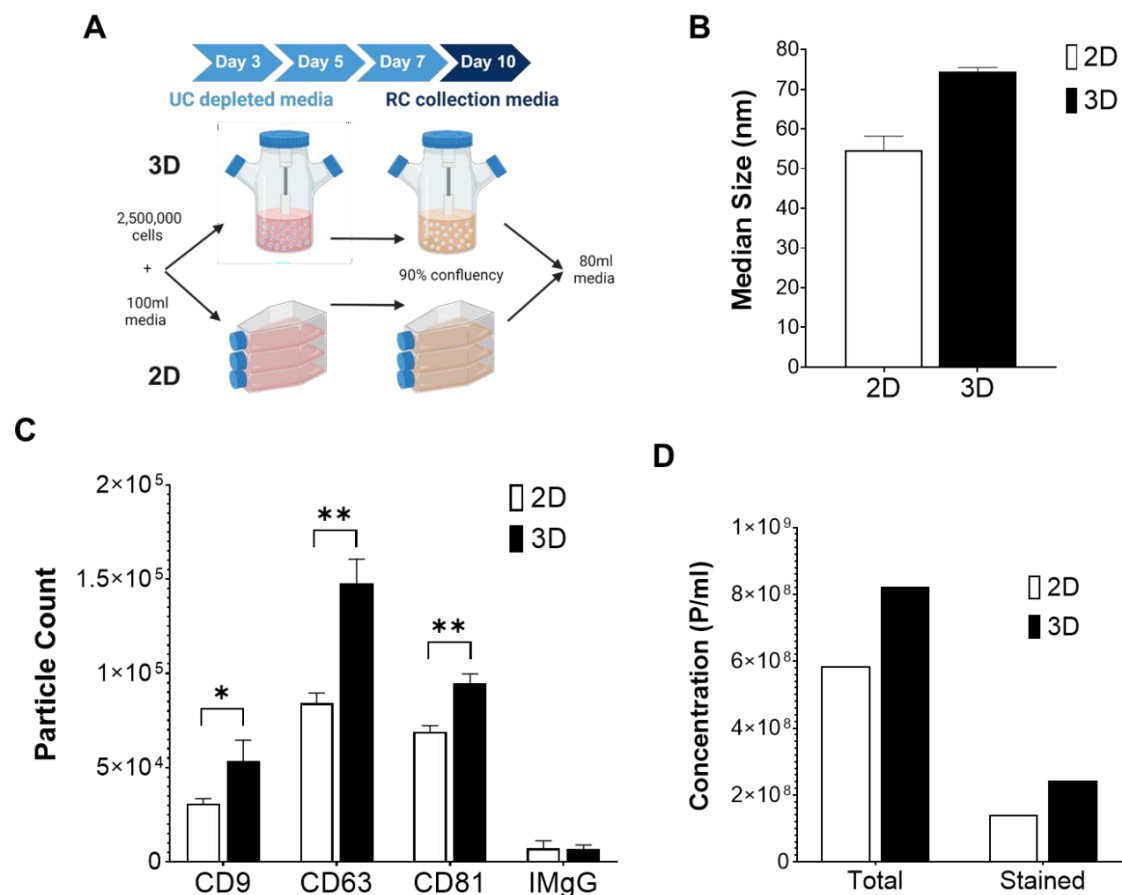 A
Day 3 Day 5 Day 7 Day 10
UC depleted media RC collection media
3D
2,500,000
cells
+
100ml
media
90% confluency
80ml
media
2D
B
Median Size (nm)
80
70
60
50
40
30
20
10
0
2D 3D
2D
3D
C
Particle Count
2×10⁵
1.5×10⁵
1×10⁵
5×10⁴
0
* ** **
CD9 CD63 CD81 IMgG
2D
3D
D
Concentration (P/ml)
1×10⁹
8×10⁸
6×10⁸
4×10⁸
2×10⁸
0
Total Stained
2D
3D